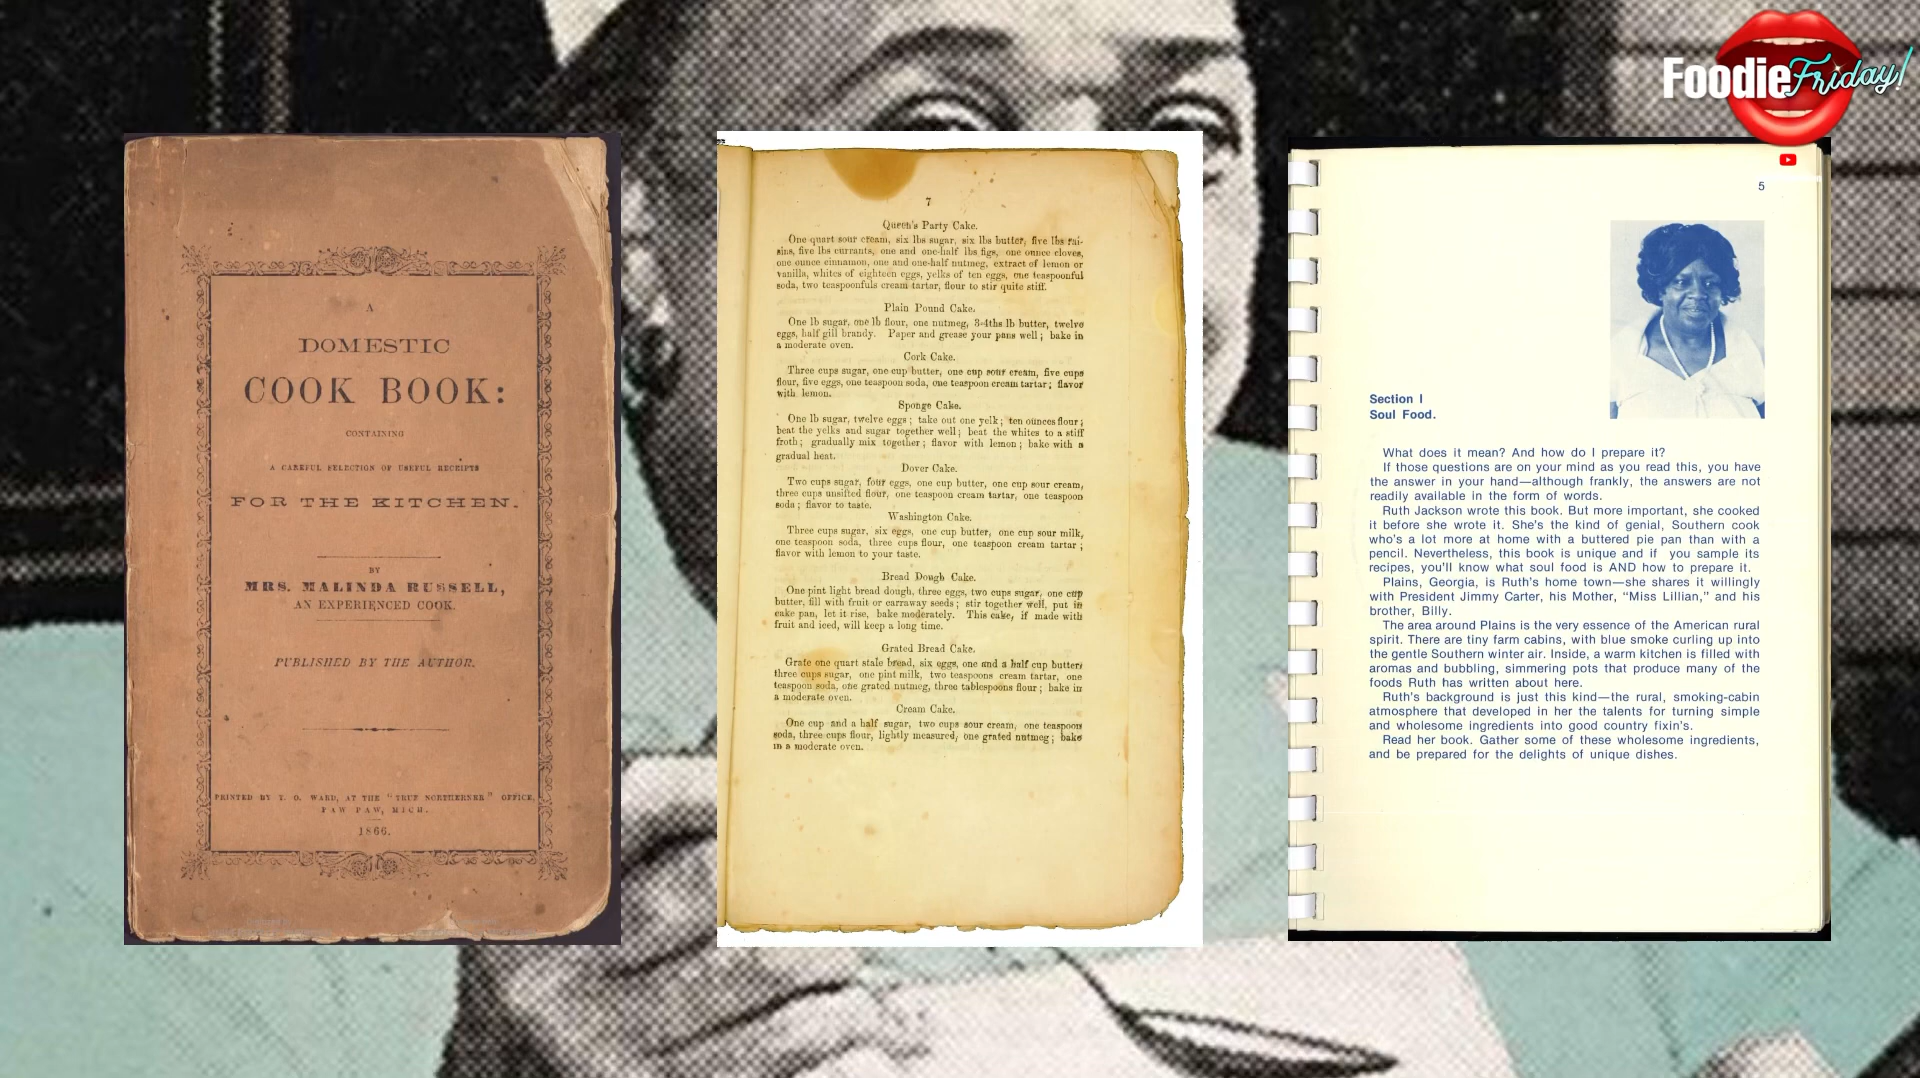 Foodie Friday!
A
DOMESTIC
COOK BOOK:
CONTAINING
A CAREFUL SELECTION OF USEFUL RECEIPTS
FOR THE KITCHEN.
BY
MRS. MALINDA RUSSELL,
AN EXPERIENCED COOK.
PUBLISHED BY THE AUTHOR.
PRINTED BY T. O. WARD, AT THE "TRUE NORTHERNER" OFFICE,
PAW PAW, MICH.
1866.
7
Queen's Party Cake.
One quart sour cream, six lbs sugar, six lbs butter, five lbs rai-
sins, five lbs currants, one and one-half lbs figs, one ounce cloves,
one ounce cinnamon, one and one-half nutmeg, extract of lemon or
vanilla, whites of eighteen eggs, yelks of ten eggs, one teaspoonful
soda, two teaspoonfuls cream tartar, flour to stir quite stiff.
Plain Pound Cake.
One lb sugar, one lb flour, one nutmeg, 3-4ths lb butter, twelve
eggs, half gill brandy. Paper and grease your pans well; bake in
a moderate oven.
Cork Cake.
Three cups sugar, one cup butter, one cup sour cream, five cups
flour, five eggs, one teaspoon soda, one teaspoon cream tartar; flavor
with lemon.
Sponge Cake.
One lb sugar, twelve eggs; take out one yelk; ten ounces flour;
beat the yelks and sugar together well; beat the whites to a stiff
froth; gradually mix together; flavor with lemon; bake with a
gradual heat.
Dover Cake.
Two cups sugar, four eggs, one cup butter, one cup sour cream,
three cups unsifted flour, one teaspoon cream tartar, one teaspoon
soda; flavor to taste.
Washington Cake.
Three cups sugar, six eggs, one cup butter, one cup sour milk,
one teaspoon soda, three cups flour, one teaspoon cream tartar;
flavor with lemon to your taste.
Bread Dough Cake.
One pint light bread dough, three eggs, two cups sugar, one cup
butter, fill with fruit or carraway seeds; stir together well, put in
cake pan, let it rise, bake moderately. This cake, if made with
fruit and iced, will keep a long time.
Grated Bread Cake.
Grate one quart stale bread, six eggs, one and a half cup butter,
three cups sugar, one pint milk, two teaspoons cream tartar, one
teaspoon soda, one grated nutmeg, three tablespoons flour; bake in
a moderate oven.
Cream Cake.
One cup and a half sugar, two cups sour cream, one teaspoon
soda, three cups flour, lightly measured, one grated nutmeg; bake
in a moderate oven.
5
Section I
Soul Food.
What does it mean? And how do I prepare it?
If those questions are on your mind as you read this, you have
the answer in your hand—although frankly, the answers are not
readily available in the form of words.
Ruth Jackson wrote this book. But more important, she cooked
it before she wrote it. She's the kind of genial, Southern cook
who's a lot more at home with a buttered pie pan than with a
pencil. Nevertheless, this book is unique and if you sample its
recipes, you'll know what soul food is AND how to prepare it.
Plains, Georgia, is Ruth's home town—she shares it willingly
with President Jimmy Carter, his Mother, "Miss Lillian," and his
brother, Billy.
The area around Plains is the very essence of the American rural
spirit. There are tiny farm cabins, with blue smoke curling up into
the gentle Southern winter air. Inside, a warm kitchen is filled with
aromas and bubbling, simmering pots that produce many of the
foods Ruth has written about here.
Ruth's background is just this kind—the rural, smoking-cabin
atmosphere that developed in her the talents for turning simple
and wholesome ingredients into good country fixin's.
Read her book. Gather some of these wholesome ingredients,
and be prepared for the delights of unique dishes.